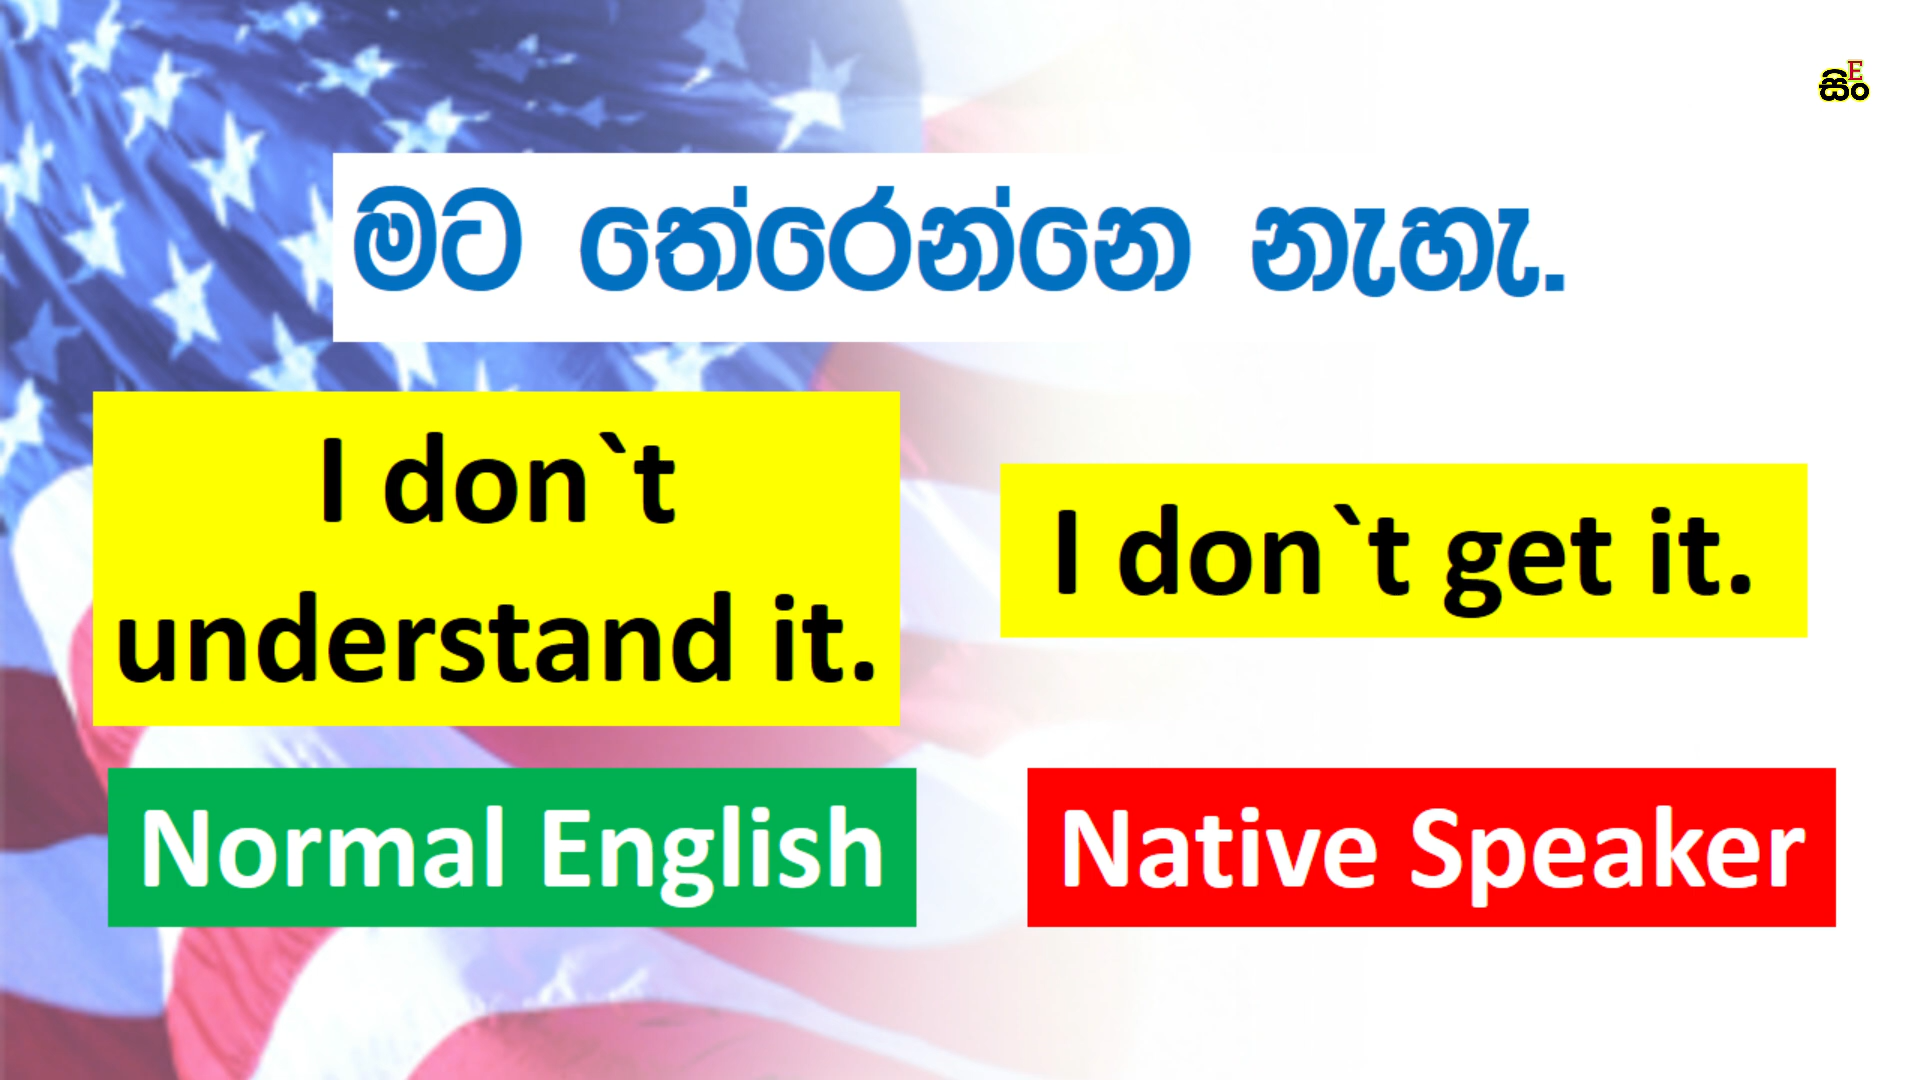 සිං
E
මට තේරෙන්නෙ නැහැ.
I don`t
understand it.
I don`t get it.
Normal English
Native Speaker